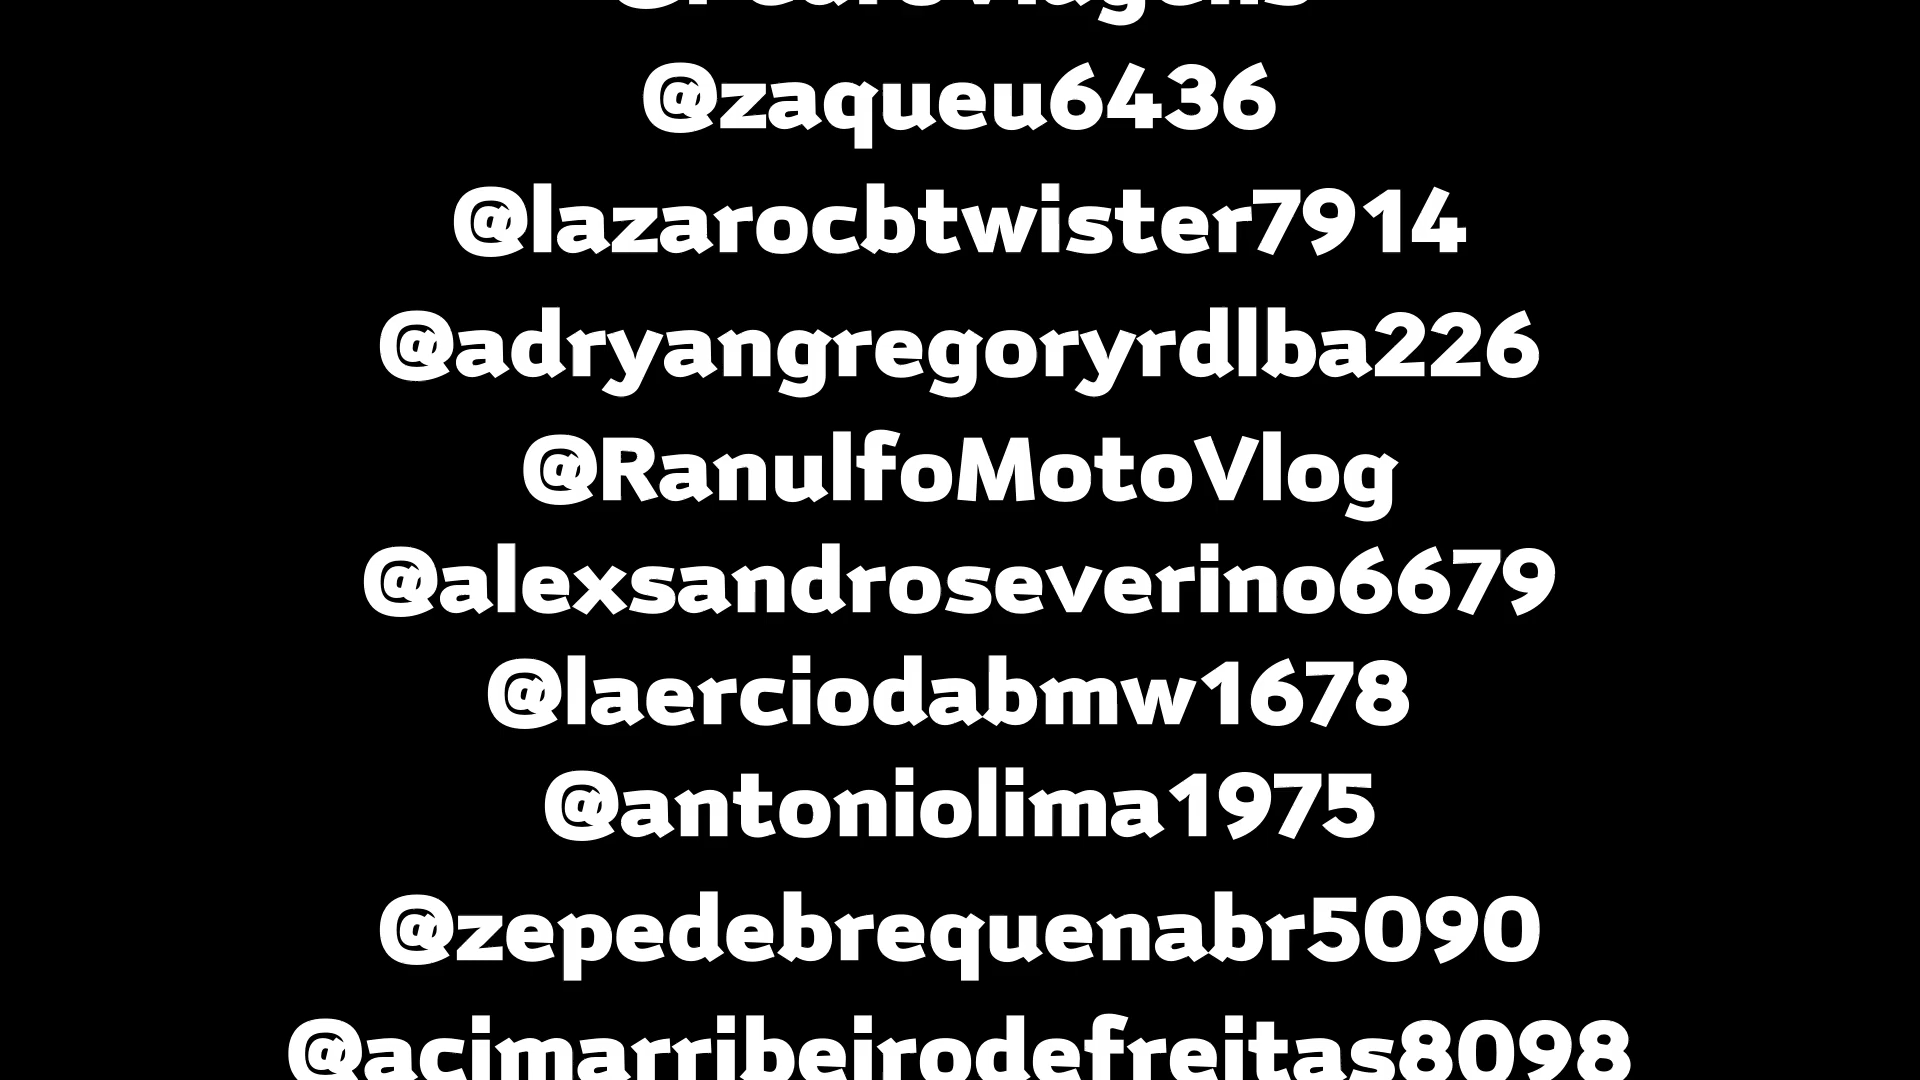 @zaqueu6436
@lazarocbtwister7914
@adryangregoryrdlba226
@RanulfoMotoVlog
@alexsandroseverino6679
@laerciodabmw1678
@antoniolima1975
@zepedebrequenabr5090
@acimarribeirodefreitas8098